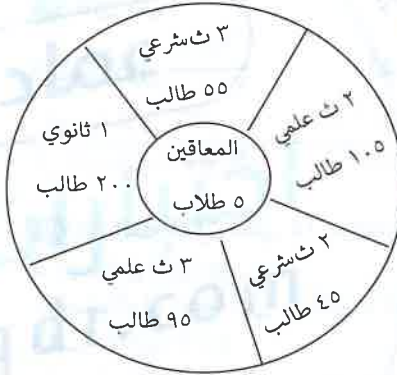 ٣ ث شرعي
٥٥ طالب
٢ ث علمي
١٠٥ طالب
١ ثانوي
٢٠٠ طالب
المعاقين
٥ طلاب
٣ ث علمي
٩٥ طالب
٢ ث شرعي
٤٥ طالب